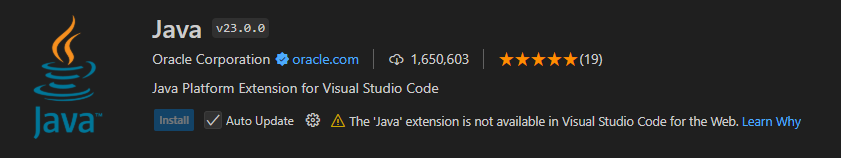 Java v23.0.0
Oracle Corporation oracle.com 1,650,603 (19)
Java Platform Extension for Visual Studio Code
Install Auto Update The 'Java' extension is not available in Visual Studio Code for the Web. Learn Why
Java™